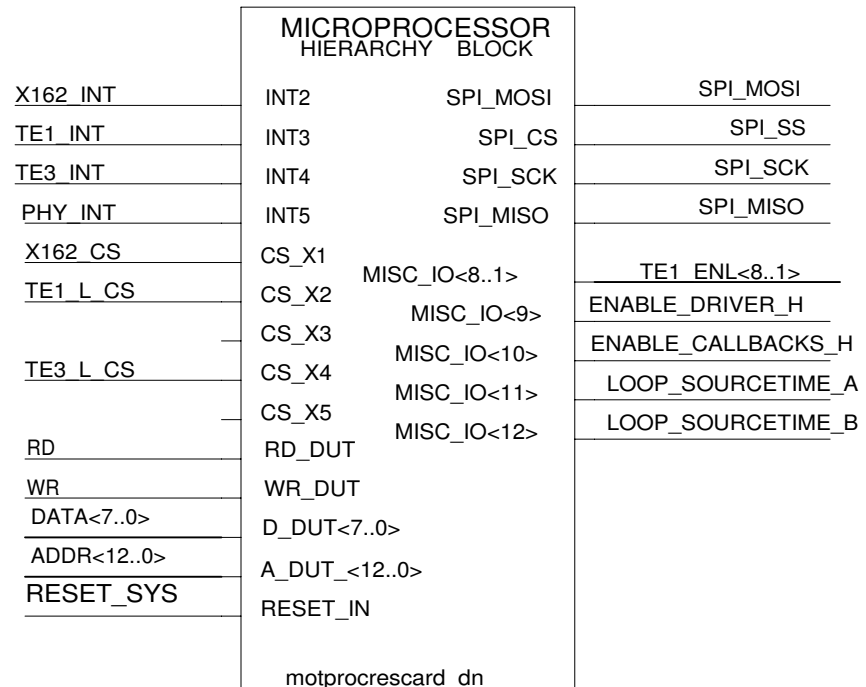 MICROPROCESSOR
HIERARCHY BLOCK
X162_INT INT2 SPI_MOSI SPI_MOSI
TE1_INT INT3 SPI_CS SPI_SS
TE3_INT INT4 SPI_SCK SPI_SCK
PHY_INT INT5 SPI_MISO SPI_MISO
X162_CS CS_X1
MISC_IO<8..1> TE1_ENL<8..1>
TE1_L_CS CS_X2
MISC_IO<9> ENABLE_DRIVER_H
CS_X3
MISC_IO<10> ENABLE_CALLBACKS_H
TE3_L_CS CS_X4
MISC_IO<11> LOOP_SOURCETIME_A
CS_X5
MISC_IO<12> LOOP_SOURCETIME_B
RD RD_DUT
WR WR_DUT
DATA<7..0> D_DUT<7..0>
ADDR<12..0> A_DUT_<12..0>
RESET_SYS RESET_IN
motprocrescard_dn